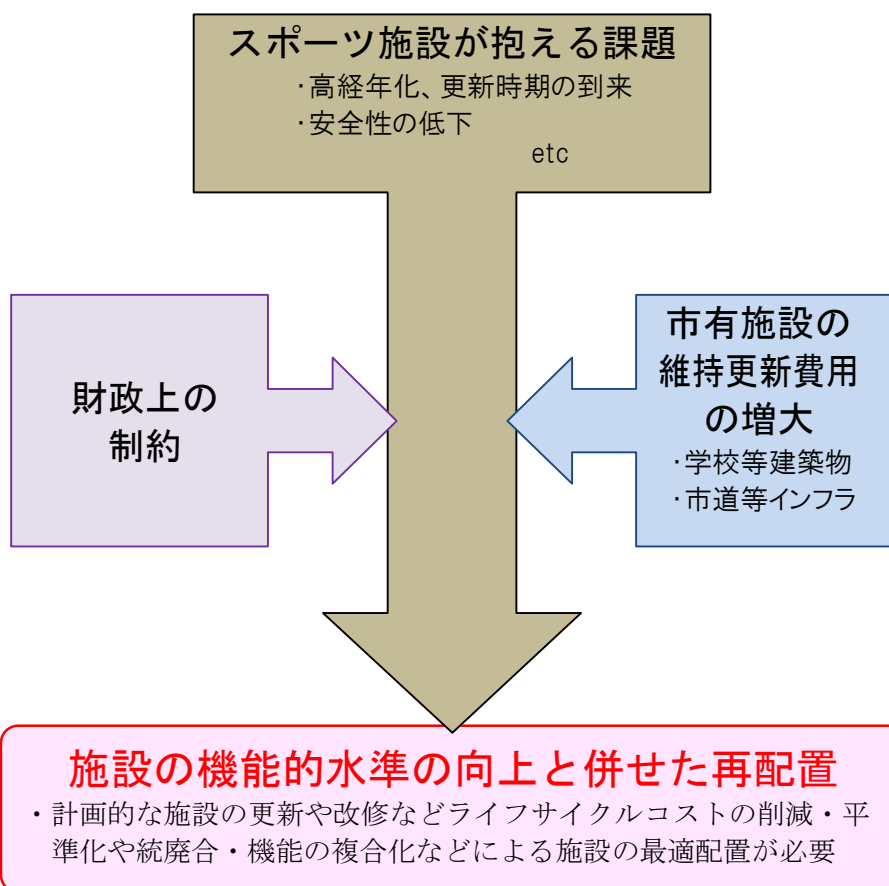 スポーツ施設が抱える課題
・高経年化、更新時期の到来
・安全性の低下
etc
財政上の
制約
市有施設の
維持更新費用
の増大
・学校等建築物
・市道等インフラ
施設の機能的水準の向上と併せた再配置
・計画的な施設の更新や改修などライフサイクルコストの削減・平
準化や統廃合・機能の複合化などによる施設の最適配置が必要